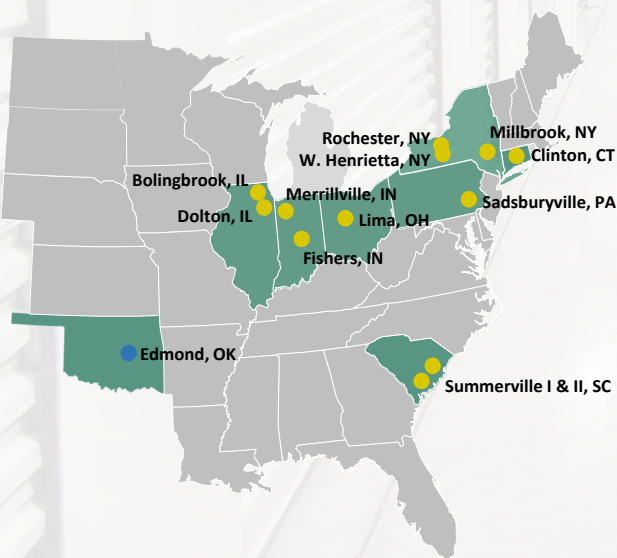 Rochester, NY
Millbrook, NY
W. Henrietta, NY
Clinton, CT
Bolingbrook, IL
Merrillville, IN
Sadsburyville, PA
Dolton, IL
Lima, OH
Fishers, IN
Edmond, OK
Summerville I & II, SC